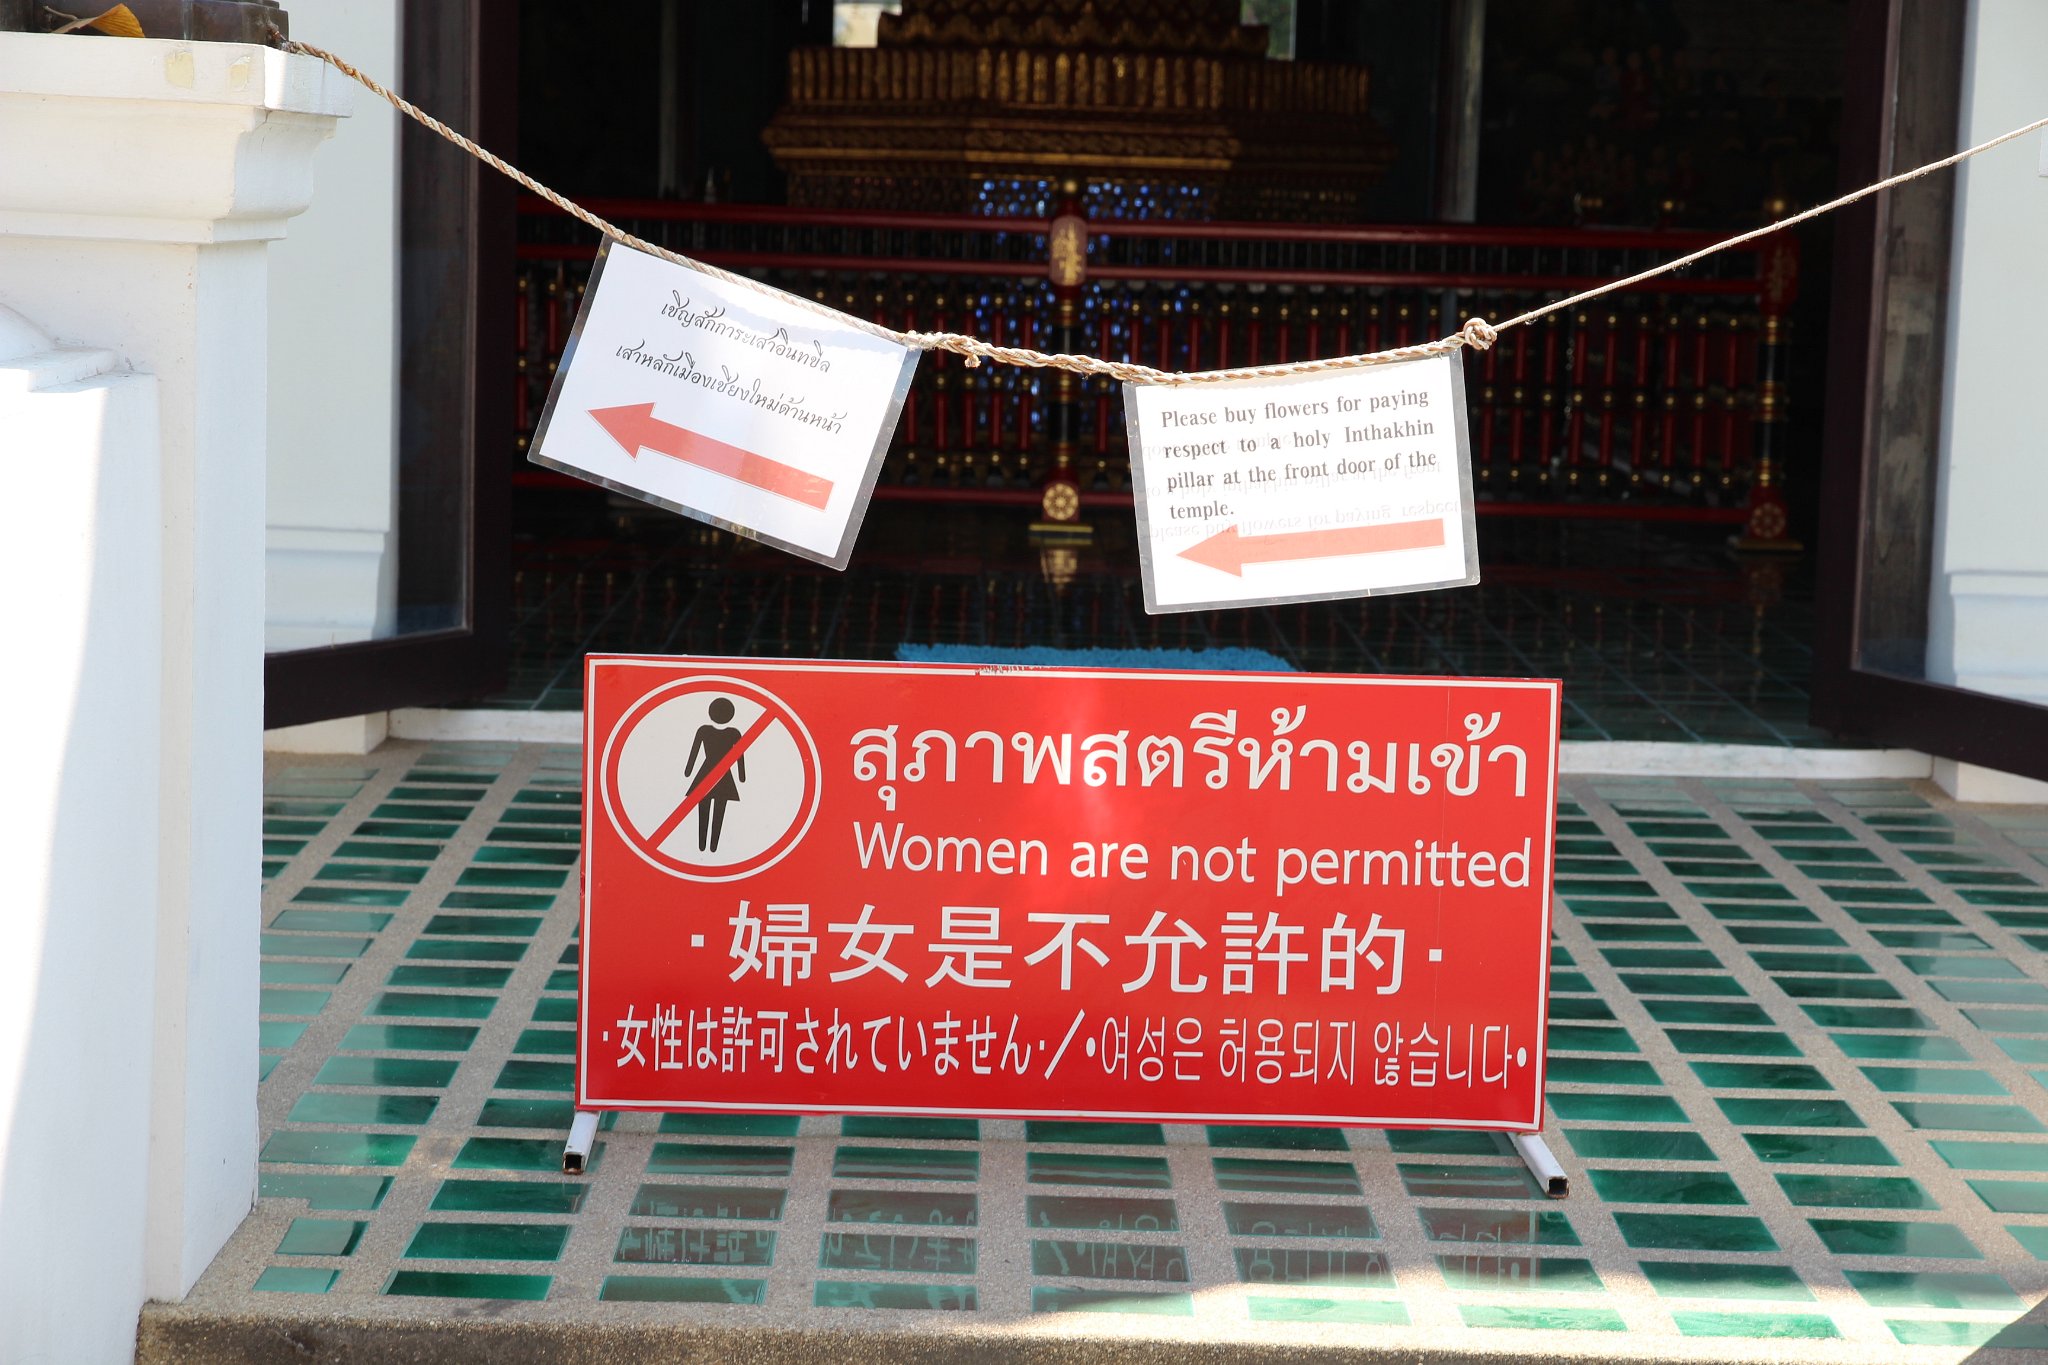 เชิญสักการะเสาอินทขีล
เสาหลักเมืองเชียงใหม่ด้านหน้า
Please buy flowers for paying
respect to a holy Inthakhin
pillar at the front door of the
temple.
สุภาพสตรีห้ามเข้า
Women are not permitted
·婦女是不允許的·
·女性は許可されていません·/•여성은 허용되지 않습니다•